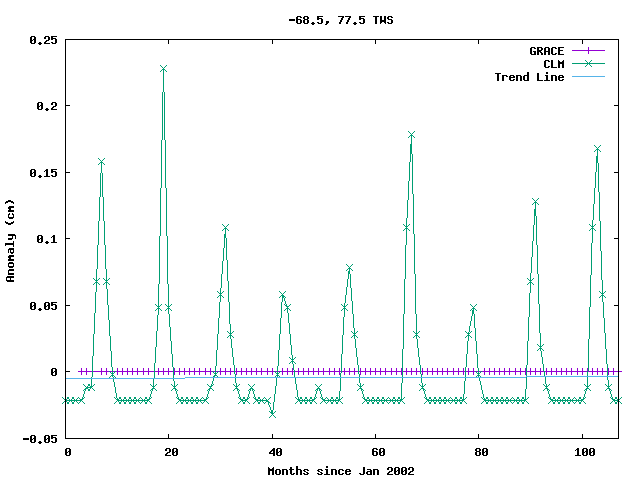 -68.5, 77.5 TWS
0.25
0.2
0.15
0.1
0.05
0
-0.05
Anomaly (cm)
GRACE
CLM
Trend Line
0 20 40 60 80 100
Months since Jan 2002